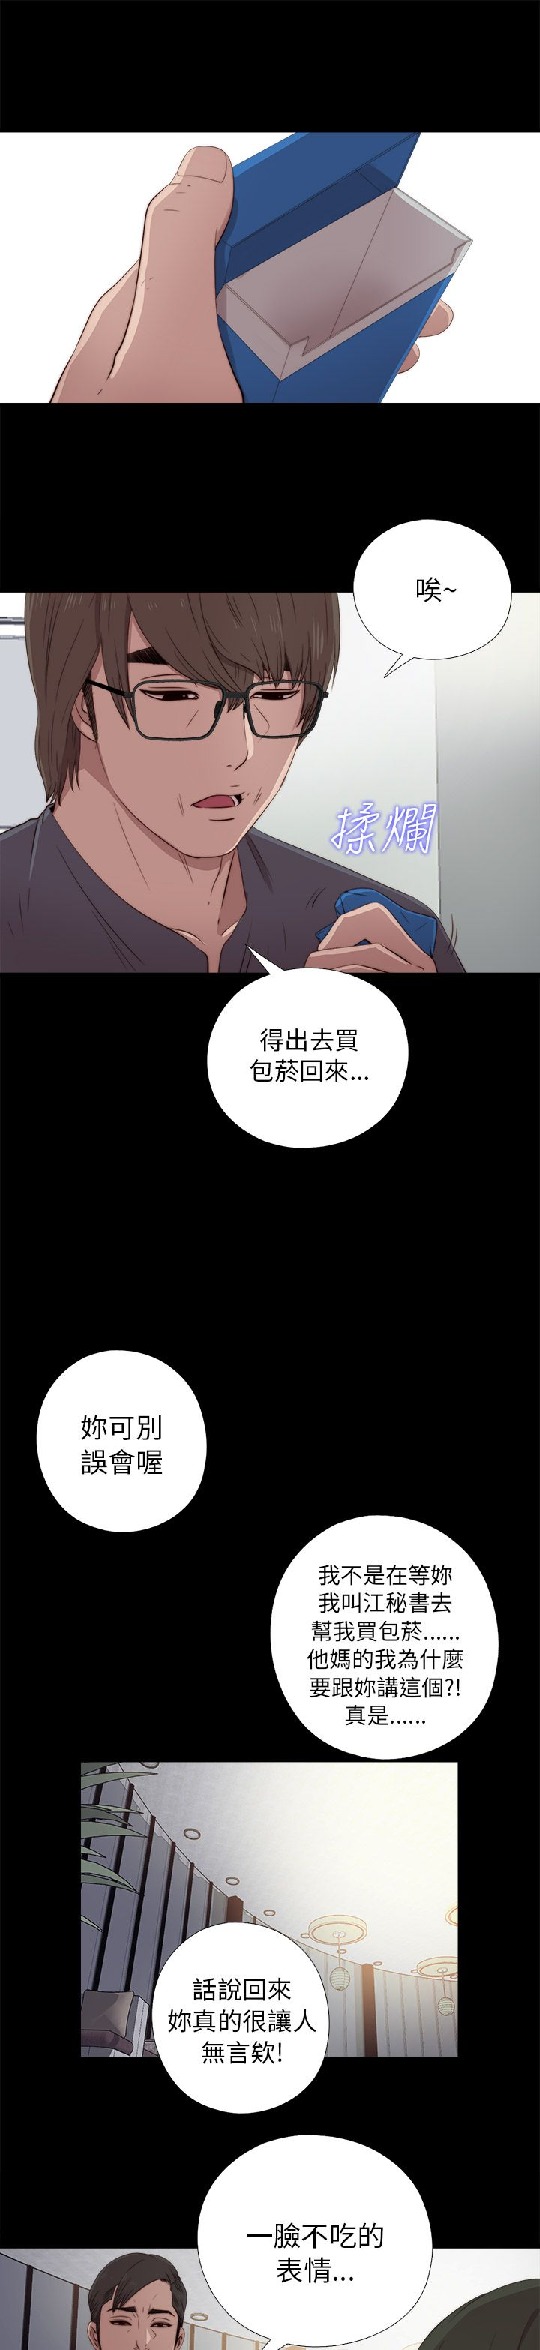 唉~
揉爛
得出去買
包菸回來...
妳可別
誤會喔
我不是在等妳
我叫江秘書去
幫我買包菸......
他媽的我為什麼
要跟妳講這個?!
真是......
話說回來
妳真的很讓人
無言欸!
一臉不吃的
表情...